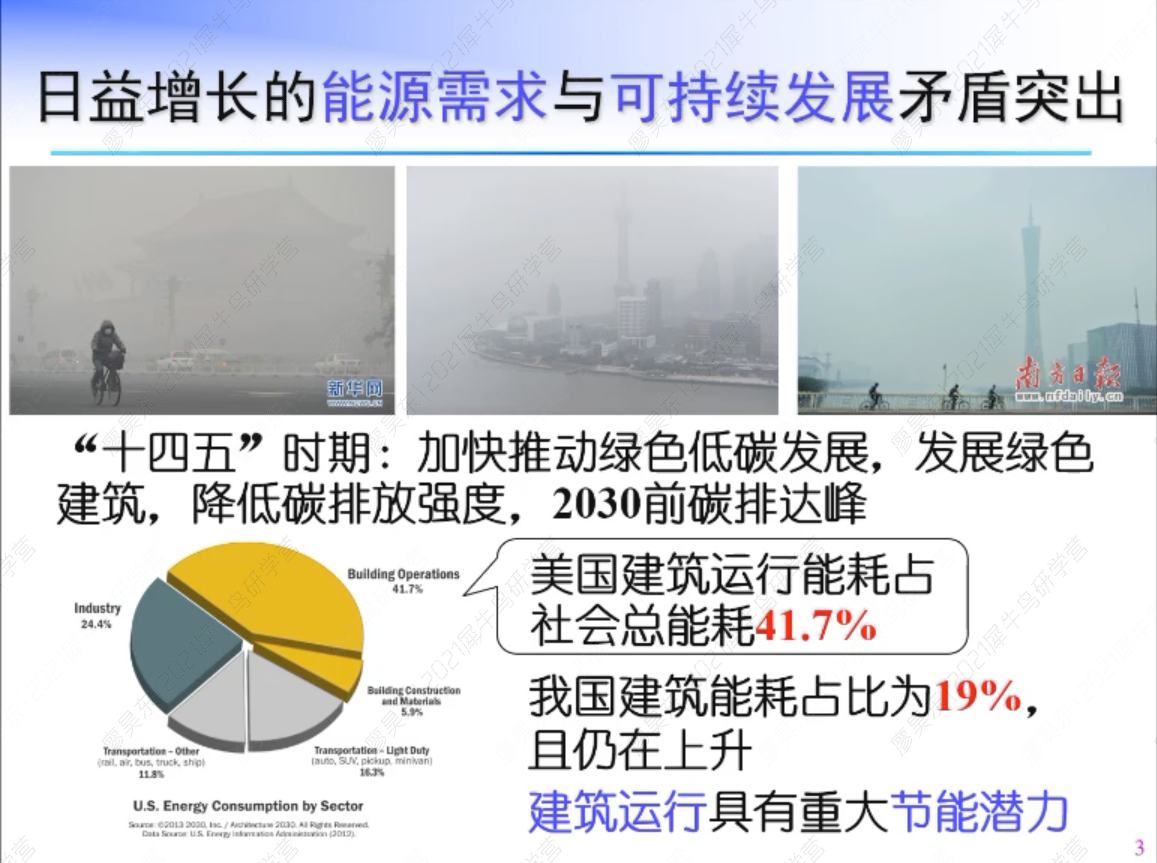 日益增长的能源需求与可持续发展矛盾突出
新华网
WWW.NEWS.CN
南方日报
www.nfdaily.cn
“十四五”时期：加快推动绿色低碳发展，发展绿色
建筑，降低碳排放强度，2030前碳排达峰
Building Operations
41.7%
Industry
24.4%
Building Construction
and Materials
5.9%
Transportation – Other
(rail, air, bus, truck, ship)
11.8%
Transportation – Light Duty
(auto, SUV, pickup, minivan)
16.3%
U.S. Energy Consumption by Sector
Source: ©2013 2030, Inc. / Architecture 2030. All Rights Reserved.
Data Source: U.S. Energy Information Administration (2012).
美国建筑运行能耗占
社会总能耗41.7%
我国建筑能耗占比为19%，
且仍在上升
建筑运行具有重大节能潜力
3